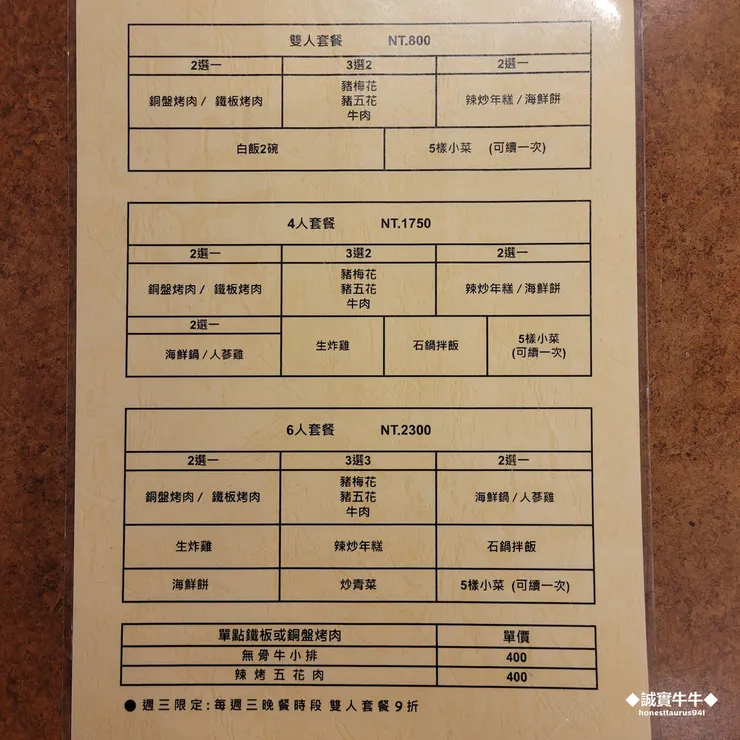 雙人套餐 NT.800
2選一 3選2 2選一
銅盤烤肉 / 鐵板烤肉
豬梅花
豬五花
牛肉
辣炒年糕 / 海鮮餅
白飯2碗
5樣小菜 (可續一次)
4人套餐 NT.1750
2選一 3選2 2選一
銅盤烤肉 / 鐵板烤肉
豬梅花
豬五花
牛肉
辣炒年糕 / 海鮮餅
2選一
海鮮鍋 / 人蔘雞
生炸雞
石鍋拌飯
5樣小菜
(可續一次)
6人套餐 NT.2300
2選一 3選3 2選一
銅盤烤肉 / 鐵板烤肉
豬梅花
豬五花
牛肉
海鮮鍋 / 人蔘雞
生炸雞 辣炒年糕 石鍋拌飯
海鮮餅 炒青菜 5樣小菜 (可續一次)
單點鐵板或銅盤烤肉 單價
無骨牛小排 400
辣烤五花肉 400
● 週三限定:每週三晚餐時段 雙人套餐9折
◆誠實牛牛◆
honesttaurus941